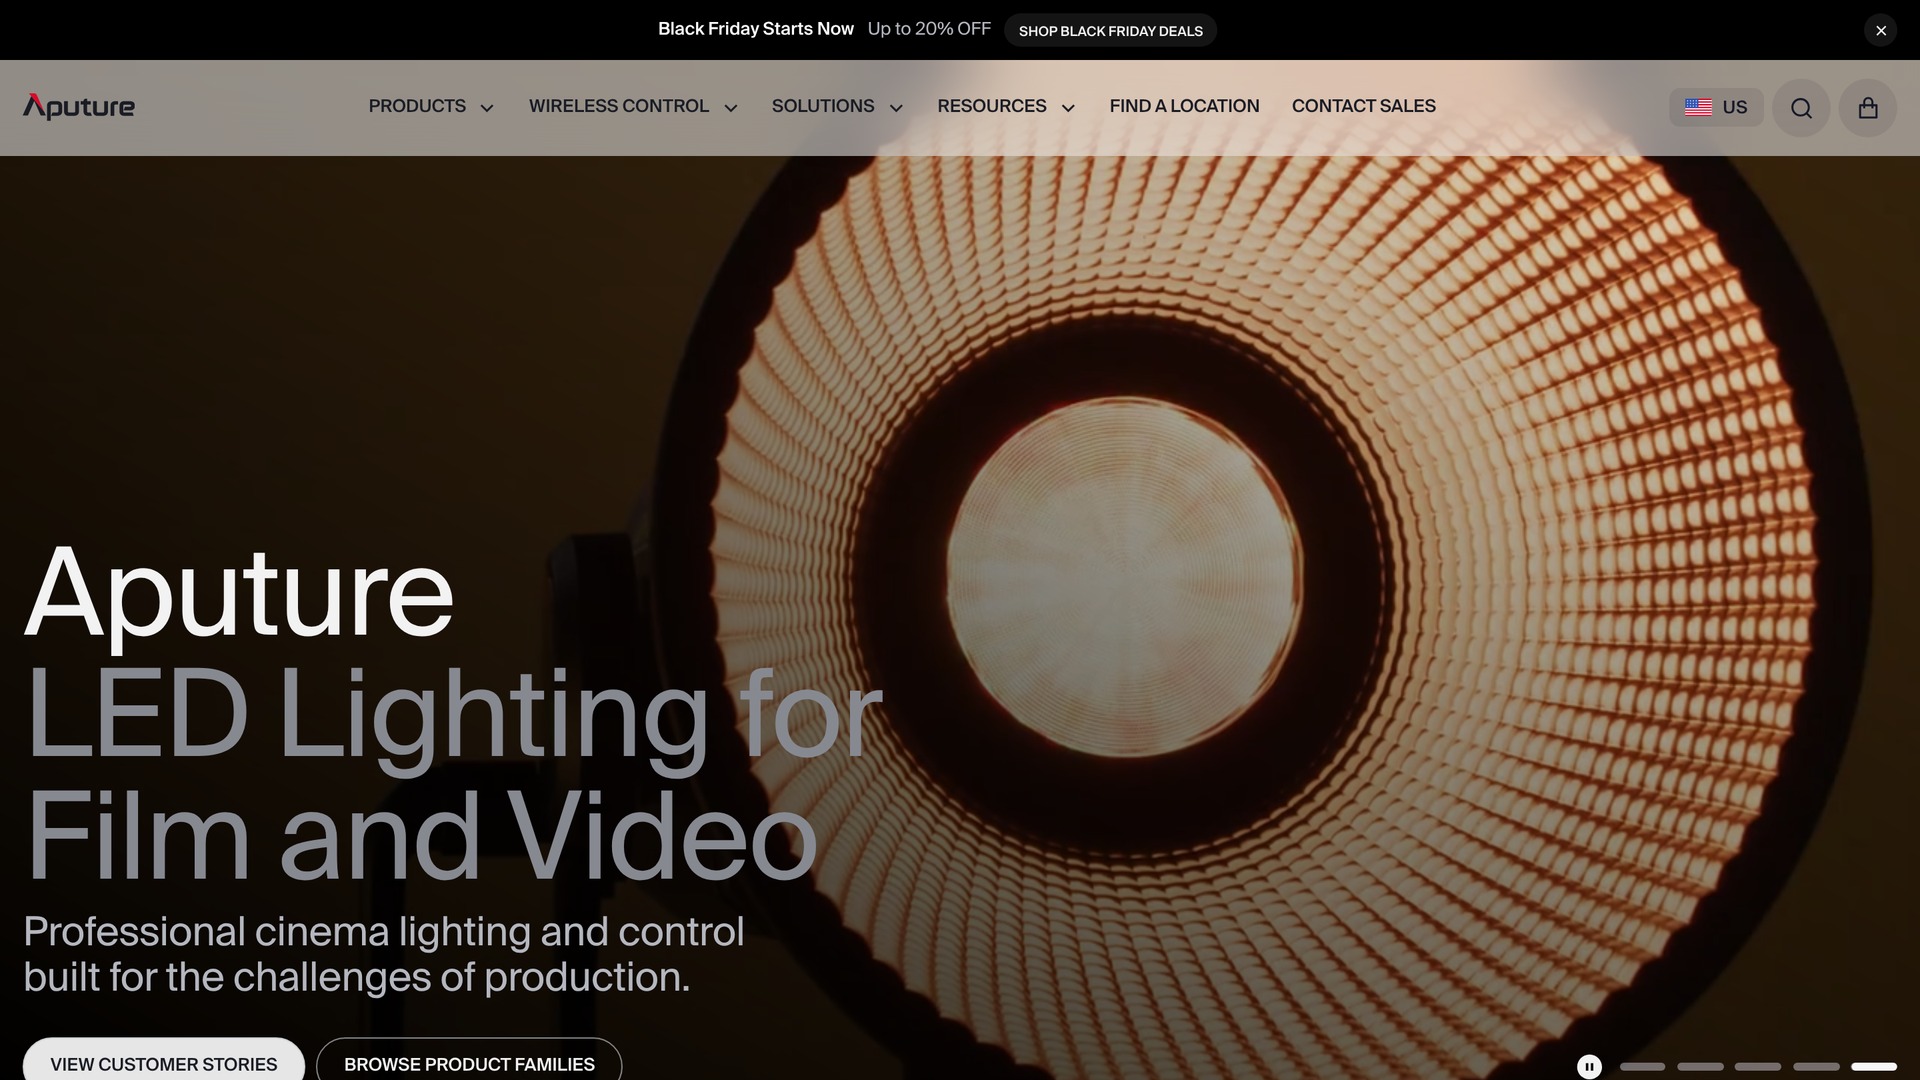 Black Friday Starts Now Up to 20% OFF SHOP BLACK FRIDAY DEALS
Aputure PRODUCTS WIRELESS CONTROL SOLUTIONS RESOURCES FIND A LOCATION CONTACT SALES US
Aputure
LED Lighting for
Film and Video
Professional cinema lighting and control
built for the challenges of production.
VIEW CUSTOMER STORIES BROWSE PRODUCT FAMILIES